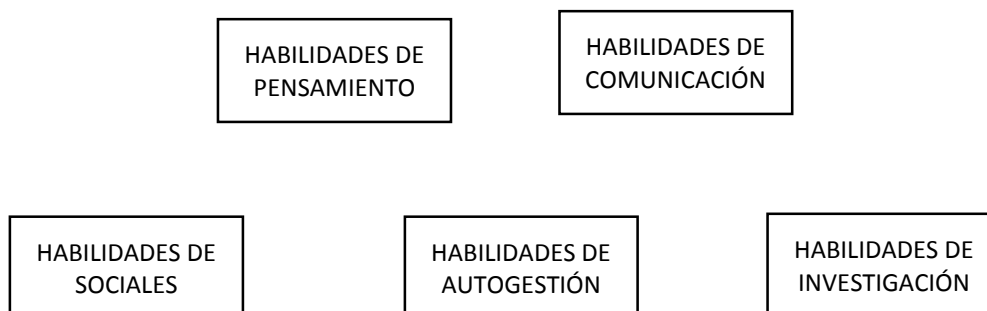 HABILIDADES DE
PENSAMIENTO
HABILIDADES DE
COMUNICACIÓN
HABILIDADES DE
SOCIALES
HABILIDADES DE
AUTOGESTIÓN
HABILIDADES DE
INVESTIGACIÓN